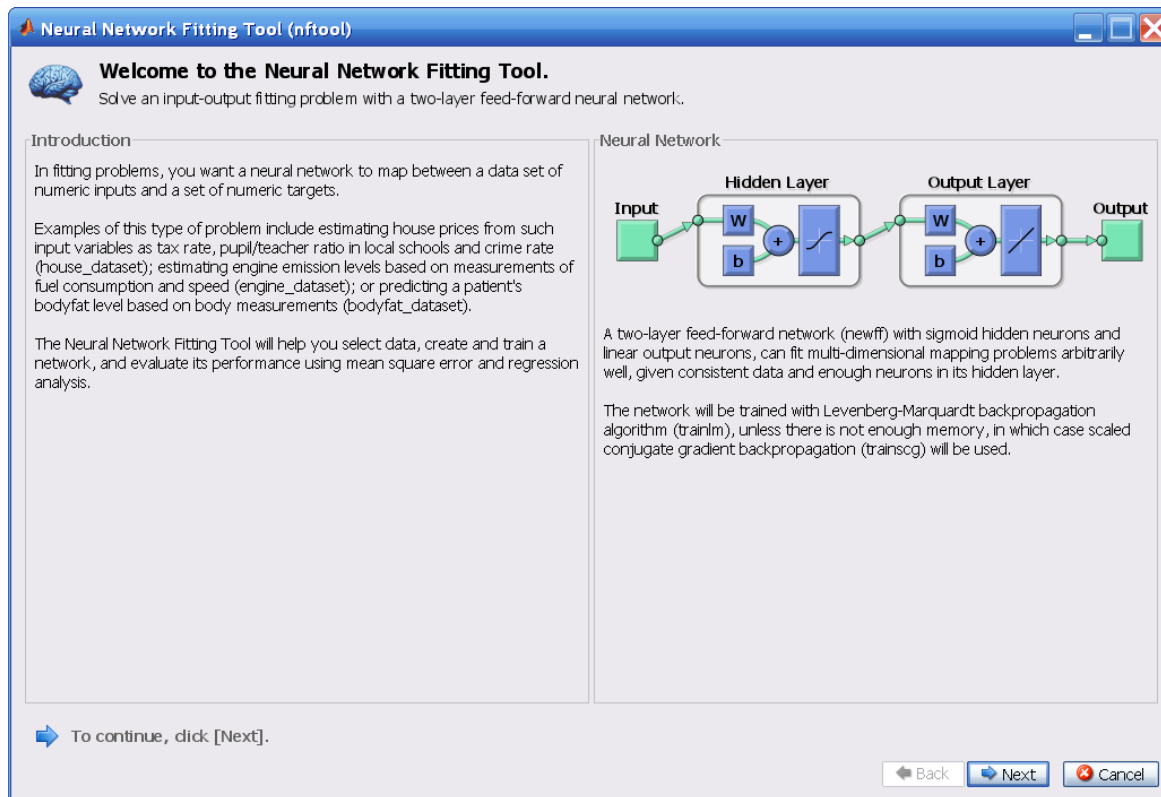 Neural Network Fitting Tool (nftool)
Welcome to the Neural Network Fitting Tool.
Solve an input-output fitting problem with a two-layer feed-forward neural network.
Introduction
In fitting problems, you want a neural network to map between a data set of
numeric inputs and a set of numeric targets.
Examples of this type of problem include estimating house prices from such
input variables as tax rate, pupil/teacher ratio in local schools and crime rate
(house_dataset); estimating engine emission levels based on measurements of
fuel consumption and speed (engine_dataset); or predicting a patient's
bodyfat level based on body measurements (bodyfat_dataset).
The Neural Network Fitting Tool will help you select data, create and train a
network, and evaluate its performance using mean square error and regression
analysis.
Neural Network
Hidden Layer
Output Layer
Input
Output
W
b
+
W
b
+
A two-layer feed-forward network (newff) with sigmoid hidden neurons and
linear output neurons, can fit multi-dimensional mapping problems arbitrarily
well, given consistent data and enough neurons in its hidden layer.
The network will be trained with Levenberg-Marquardt backpropagation
algorithm (trainlm), unless there is not enough memory, in which case scaled
conjugate gradient backpropagation (trainscg) will be used.
To continue, click [Next].
Back
Next
Cancel